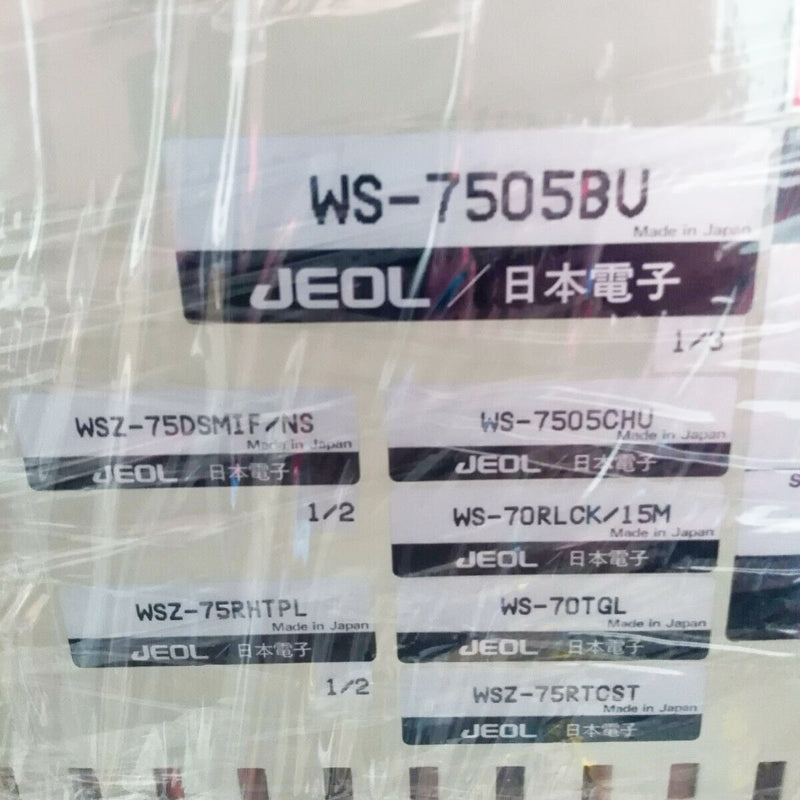 WS-7505BU
Made in Japan
JEOL / 日本電子
1/3
WSZ-75DSMIF/NS
Made in Japan
JEOL / 日本電子
1/2
WSZ-75RHTPL
Made in Japan
JEOL / 日本電子
1/2
WS-7505CHU
Made in Japan
JEOL / 日本電子
WS-70RLCK/15M
Made in Japan
JEOL / 日本電子
WS-70TGL
Made in Japan
JEOL / 日本電子
WSZ-75RTCST
Made in Japan
JEOL / 日本電子